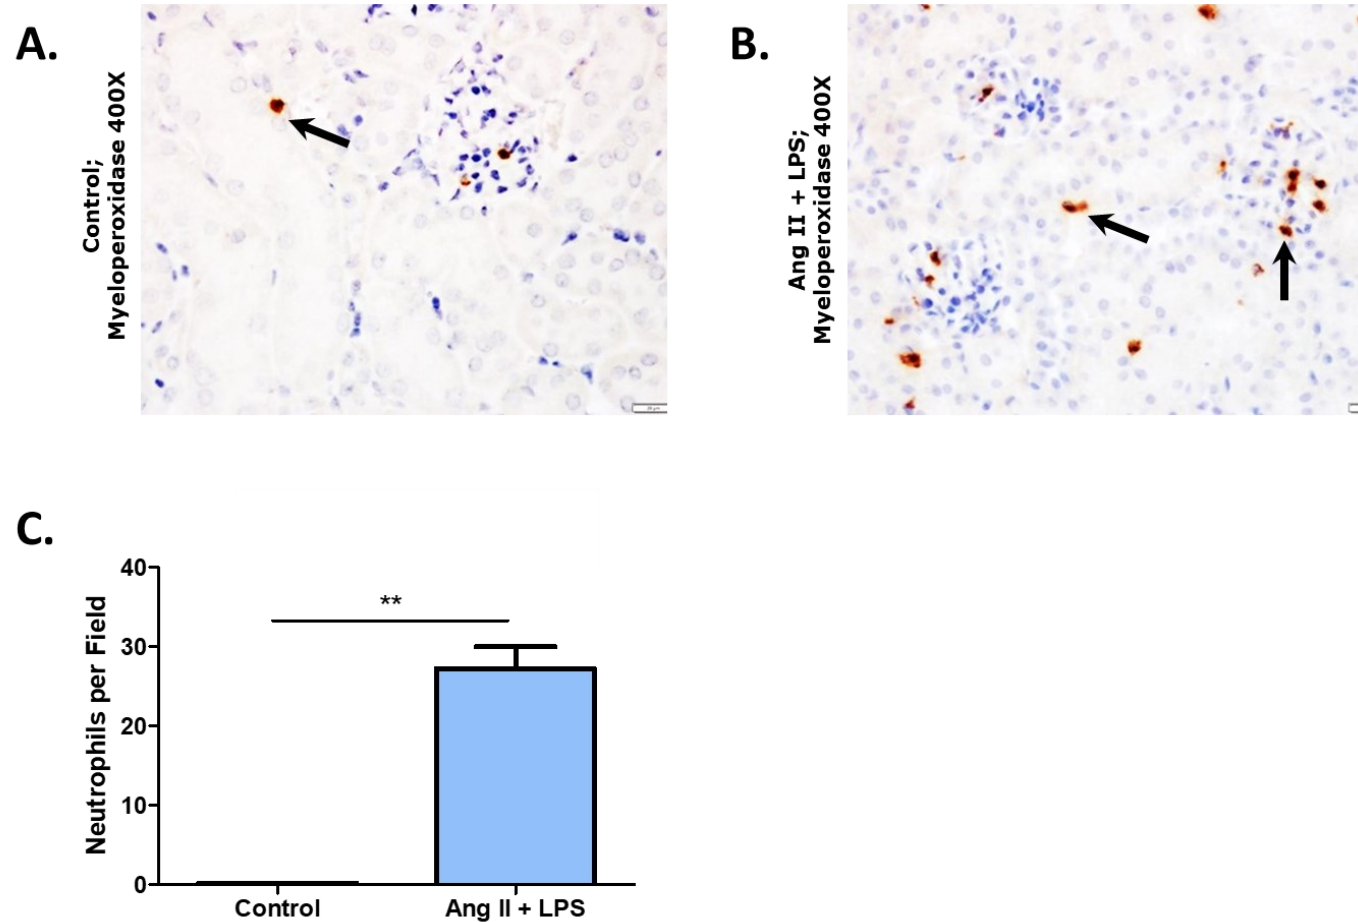 A.
Control;
Myeloperoxidase 400X
B.
Ang II + LPS;
Myeloperoxidase 400X
C.
Neutrophils per Field
40
30
20
10
0
**
Control
Ang II + LPS